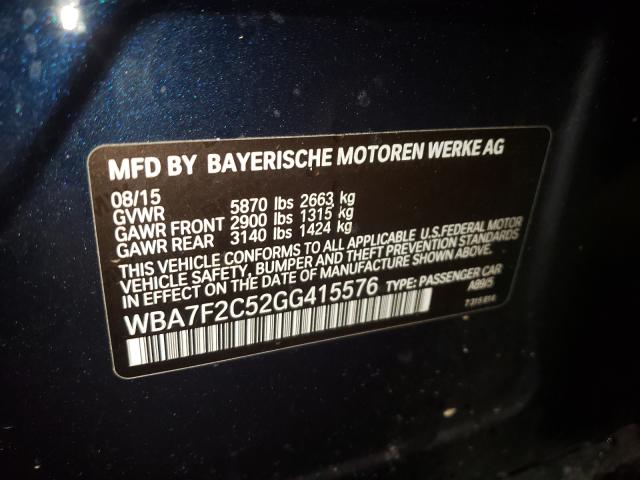 MFD BY BAYERISCHE MOTOREN WERKE AG
08/15
GVWR 5870 lbs 2663 kg
GAWR FRONT 2900 lbs 1315 kg
GAWR REAR 3140 lbs 1424 kg
THIS VEHICLE CONFORMS TO ALL APPLICABLE U.S.FEDERAL MOTOR
VEHICLE SAFETY, BUMPER AND THEFT PREVENTION STANDARDS
IN EFFECT ON THE DATE OF MANUFACTURE SHOWN ABOVE.
WBA7F2C52GG415576 TYPE: PASSENGER CAR
A89/5